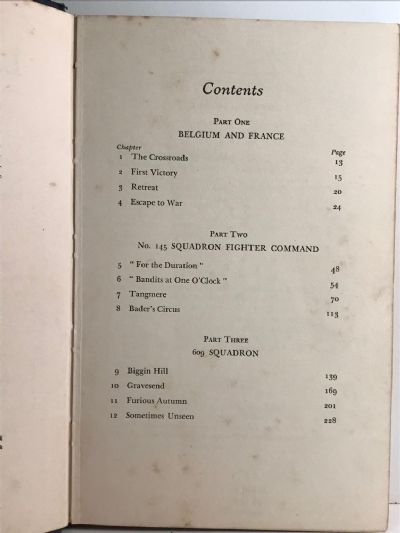 Contents
PART ONE
BELGIUM AND FRANCE
Chapter Page
1 The Crossroads 13
2 First Victory 15
3 Retreat 20
4 Escape to War 24
PART TWO
No. 145 SQUADRON FIGHTER COMMAND
5 " For the Duration " 48
6 " Bandits at One O'Clock " 54
7 Tangmere 70
8 Bader's Circus 113
PART THREE
609 SQUADRON
9 Biggin Hill 139
10 Gravesend 169
11 Furious Autumn 201
12 Sometimes Unseen 228